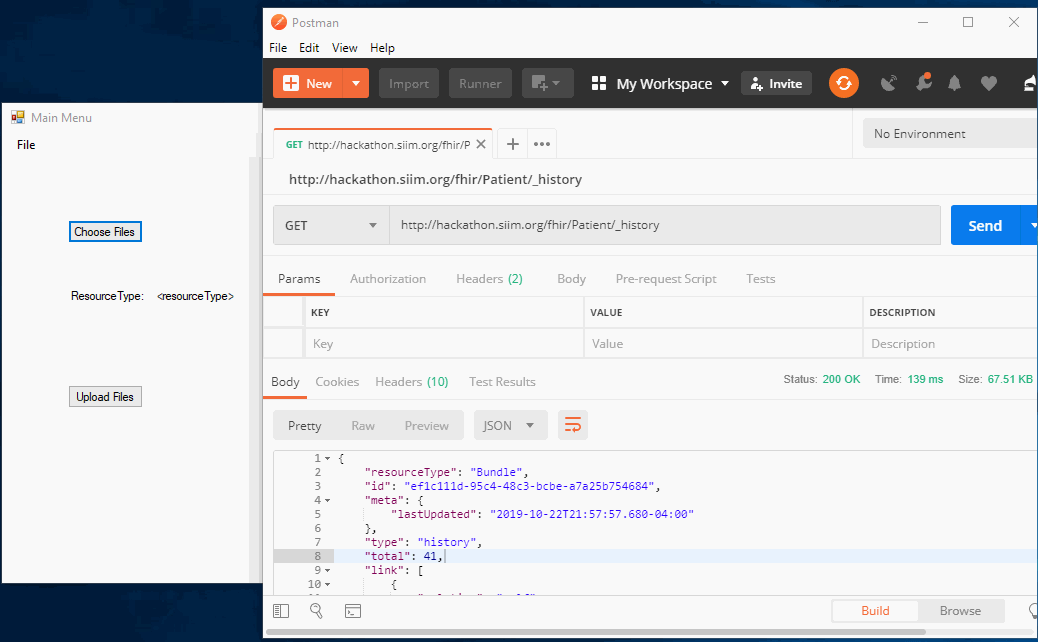 Main Menu
File
Choose Files
ResourceType: <resourceType>
Upload Files
Postman
File Edit View Help
New Import Runner My Workspace Invite
GET http://hackathon.siim.org/fhir/P
No Environment
http://hackathon.siim.org/fhir/Patient/_history
GET http://hackathon.siim.org/fhir/Patient/_history Send
Params Authorization Headers (2) Body Pre-request Script Tests
KEY VALUE DESCRIPTION
Key Value Description
Body Cookies Headers (10) Test Results Status: 200 OK Time: 139 ms Size: 67.51 KB
Pretty Raw Preview JSON
1 {
2 "resourceType": "Bundle",
3 "id": "ef1c111d-95c4-48c3-bcbe-a7a25b754684",
4 "meta": {
5 "lastUpdated": "2019-10-22T21:57:57.680-04:00"
6 },
7 "type": "history",
8 "total": 41,
9 "link": [
10 {
Build Browse